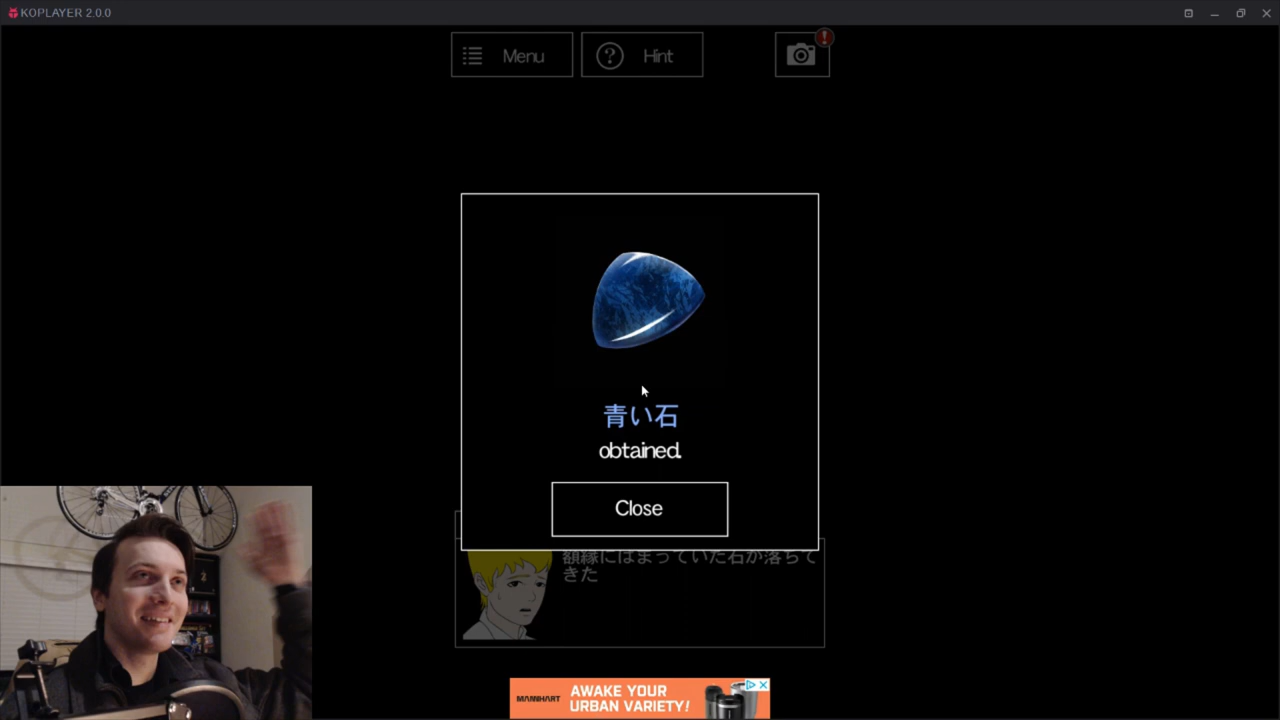 KOPLAYER 2.0.0
Menu
Hint
青い石
obtained.
Close
額縁にはまっていた石が落ちて
きた
MANNHART
AWAKE YOUR
URBAN VARIETY!